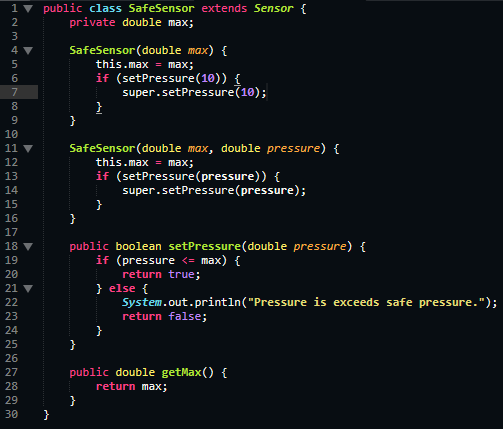 1 public class SafeSensor extends Sensor {
2     private double max;
3
4     SafeSensor(double max) {
5         this.max = max;
6         if (setPressure(10)) {
7             super.setPressure(10);
8         }
9     }
10
11     SafeSensor(double max, double pressure) {
12         this.max = max;
13         if (setPressure(pressure)) {
14             super.setPressure(pressure);
15         }
16     }
17
18     public boolean setPressure(double pressure) {
19         if (pressure <= max) {
20             return true;
21         } else {
22             System.out.println("Pressure is exceeds safe pressure.");
23             return false;
24         }
25     }
26
27     public double getMax() {
28         return max;
29     }
30 }